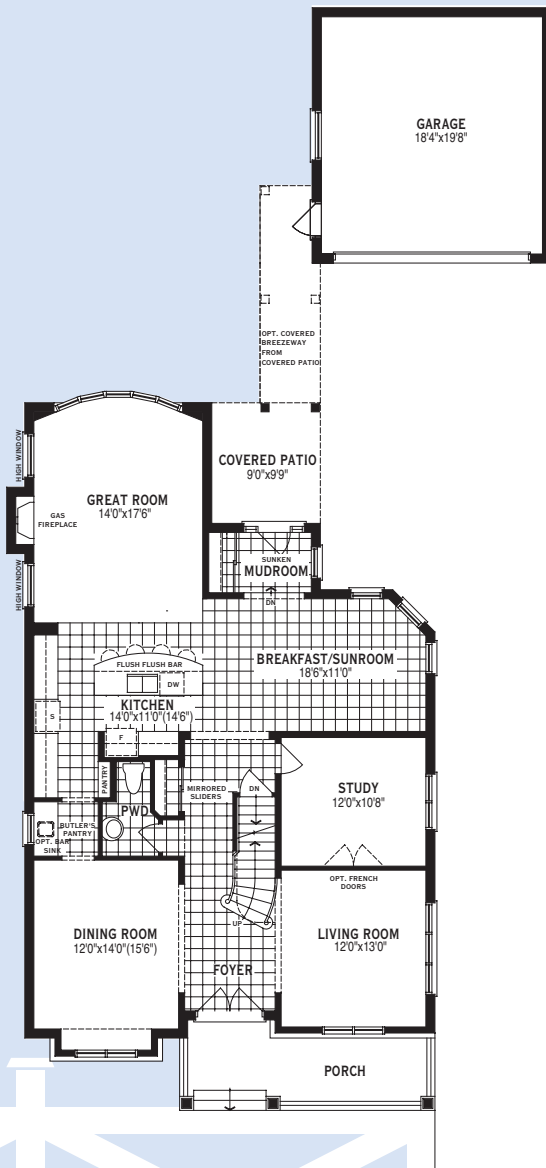 GARAGE
18'4"x19'8"
OPT. COVERED
BREEZEWAY
FROM
COVERED PATIO
COVERED PATIO
9'0"x9'9"
HIGH WINDOW
GREAT ROOM
14'0"x17'6"
GAS
FIREPLACE
HIGH WINDOW
SUNKEN
MUDROOM
DN
BREAKFAST/SUNROOM
18'6"x11'0"
FLUSH FLUSH BAR
DW
KITCHEN
14'0"x11'0"(14'6")
S
F
PANTRY
MIRRORED
SLIDERS
DN
STUDY
12'0"x10'8"
PWD
BUTLER'S
PANTRY
OPT. BAR
SINK
OPT. FRENCH
DOORS
DINING ROOM
12'0"x14'0"(15'6")
UP
LIVING ROOM
12'0"x13'0"
FOYER
PORCH